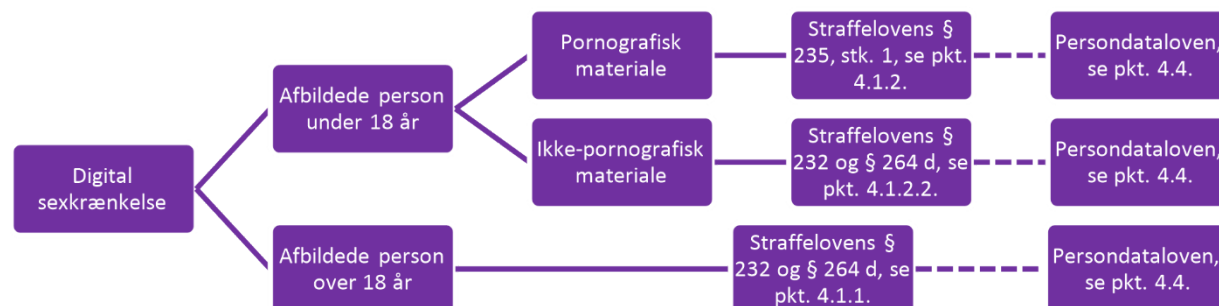 Digital
sexkrænkelse
Afbildede person
under 18 år
Pornografisk
materiale
Straffelovens §
235, stk. 1, se pkt.
4.1.2.
Persondataloven,
se pkt. 4.4.
Ikke-pornografisk
materiale
Straffelovens §
232 og § 264 d, se
pkt. 4.1.2.2.
Persondataloven,
se pkt. 4.4.
Afbildede person
over 18 år
Straffelovens §
232 og § 264 d, se
pkt. 4.1.1.
Persondataloven,
se pkt. 4.4.